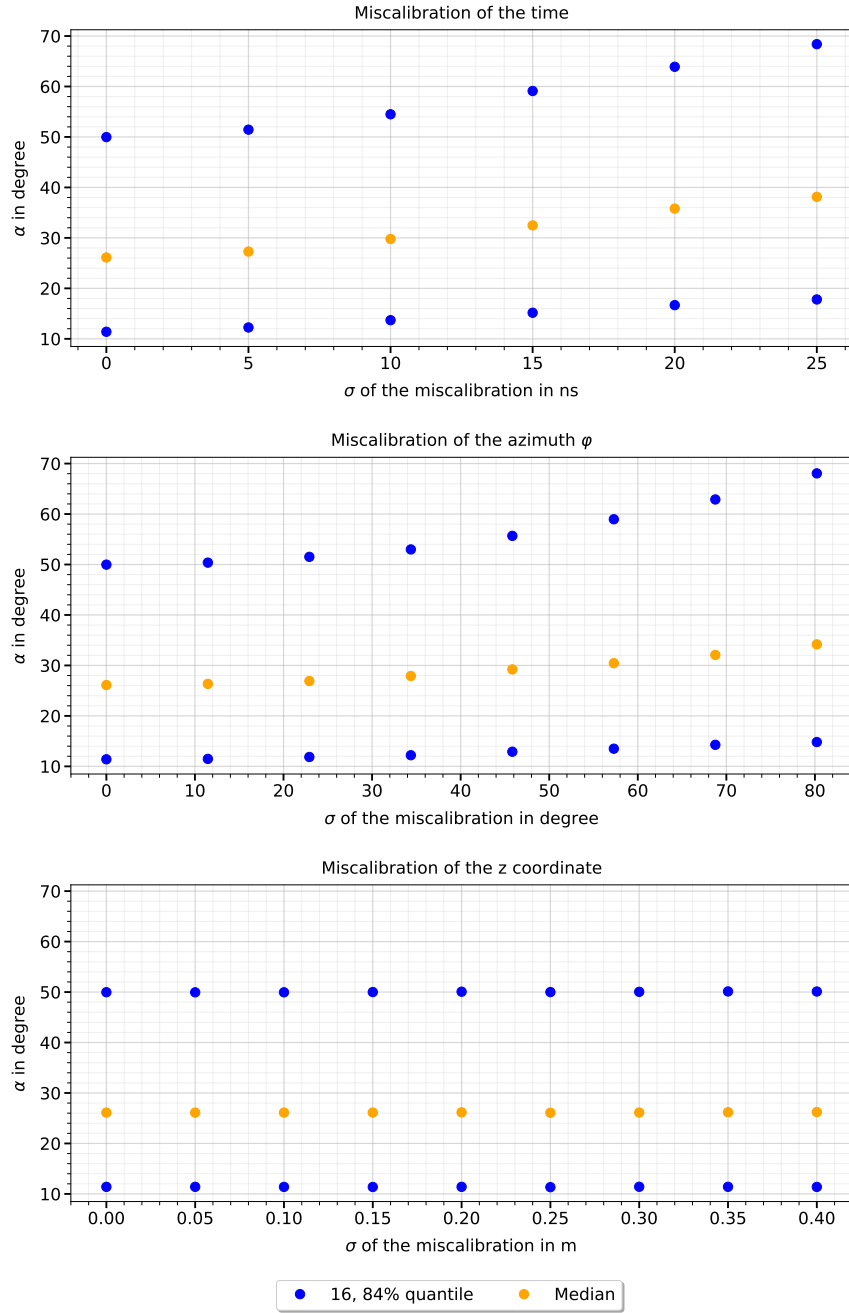 Miscalibration of the time
70
60
50
40
30
20
10
α in degree
0 5 10 15 20 25
σ of the miscalibration in ns
Miscalibration of the azimuth φ
70
60
50
40
30
20
10
α in degree
0 10 20 30 40 50 60 70 80
σ of the miscalibration in degree
Miscalibration of the z coordinate
70
60
50
40
30
20
10
α in degree
0.00 0.05 0.10 0.15 0.20 0.25 0.30 0.35 0.40
σ of the miscalibration in m
16, 84% quantile Median